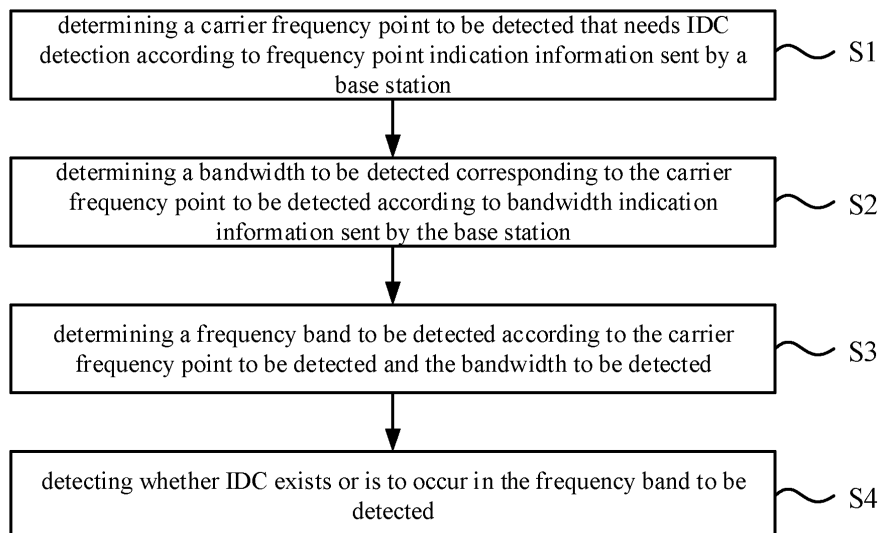 determining a carrier frequency point to be detected that needs IDC
detection according to frequency point indication information sent by a
base station
S1
determining a bandwidth to be detected corresponding to the carrier
frequency point to be detected according to bandwidth indication
information sent by the base station
S2
determining a frequency band to be detected according to the carrier
frequency point to be detected and the bandwidth to be detected
S3
detecting whether IDC exists or is to occur in the frequency band to be
detected
S4